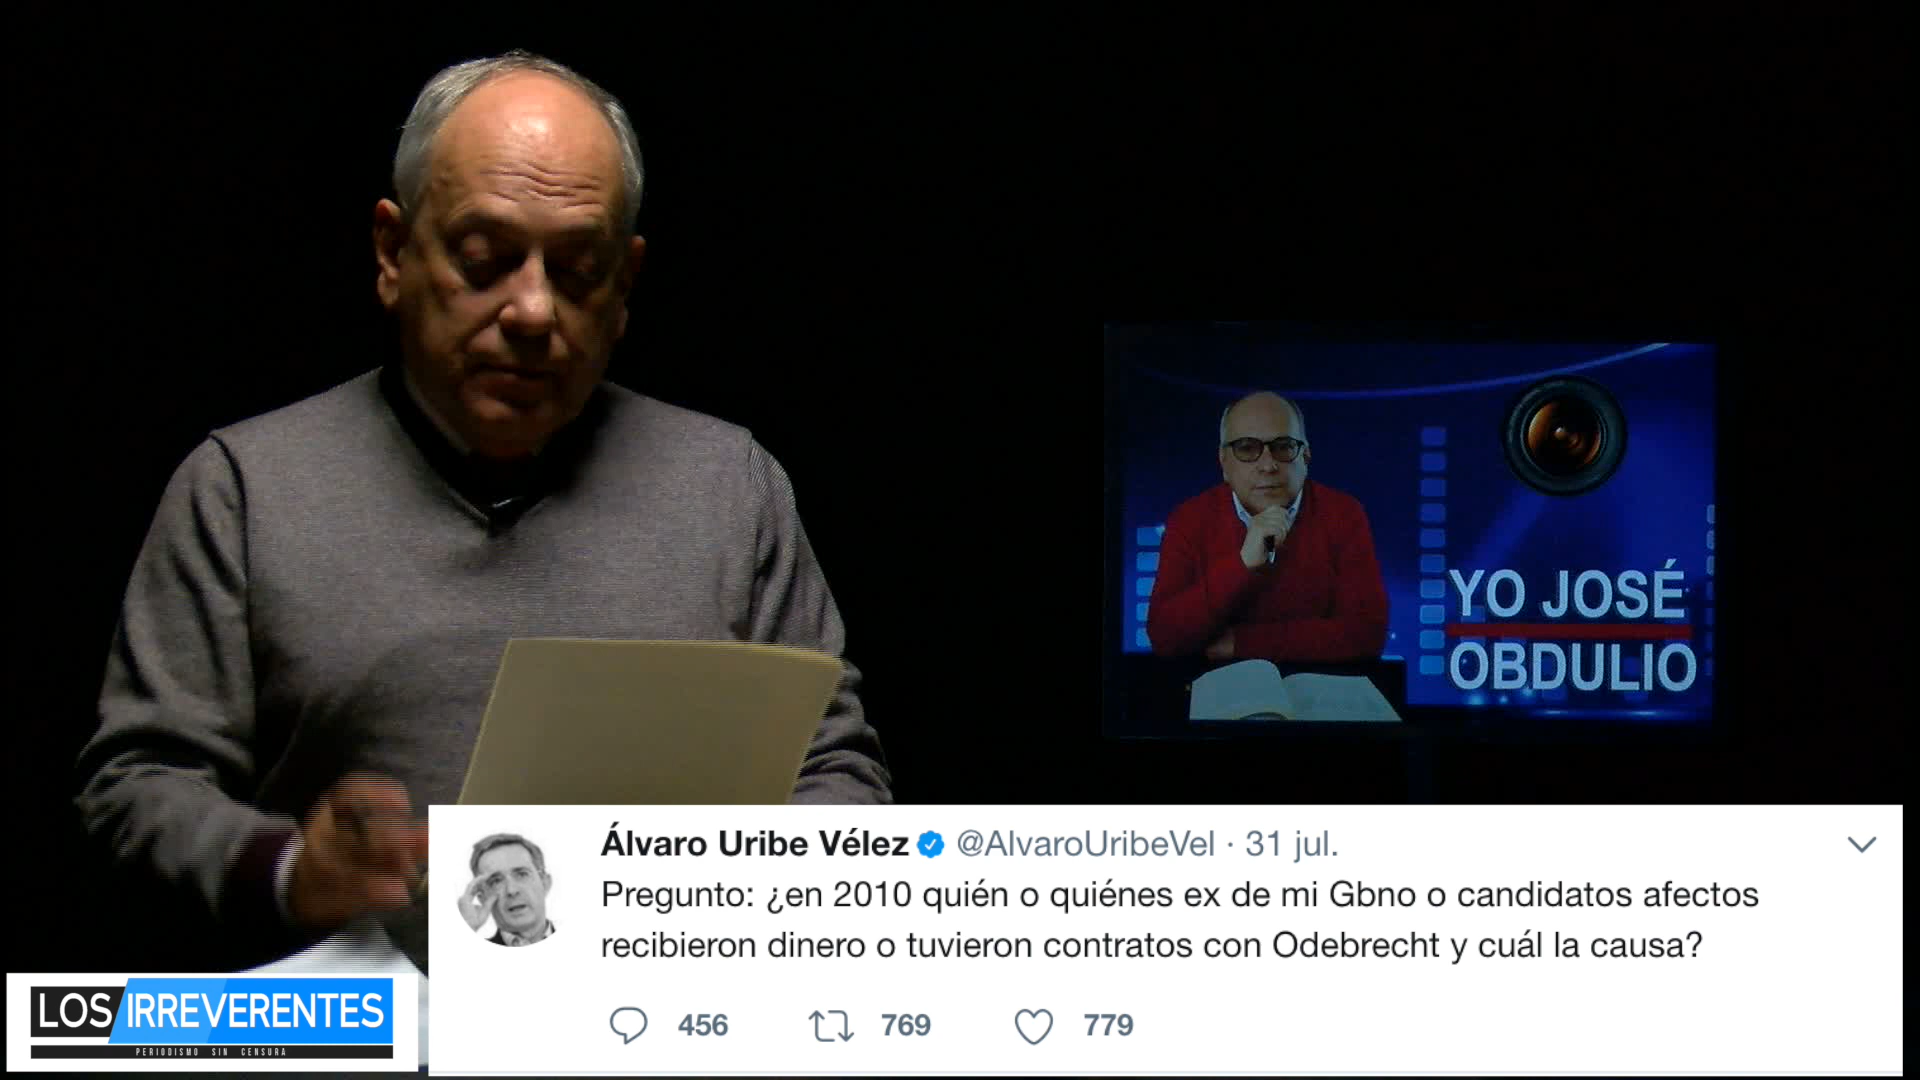 YO JOSÉ
OBDULIO
Álvaro Uribe Vélez @AlvaroUribeVel · 31 jul.
Pregunto: ¿en 2010 quién o quiénes ex de mi Gbno o candidatos afectos
recibieron dinero o tuvieron contratos con Odebrecht y cuál la causa?
456 769 779
LOS IRREVERENTES
PERIODISMO SIN CENSURA